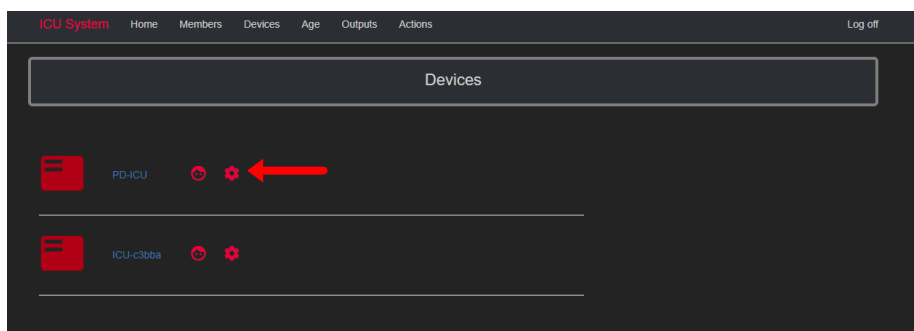 ICU System Home Members Devices Age Outputs Actions Log off
Devices
PD-ICU
ICU-c3bba